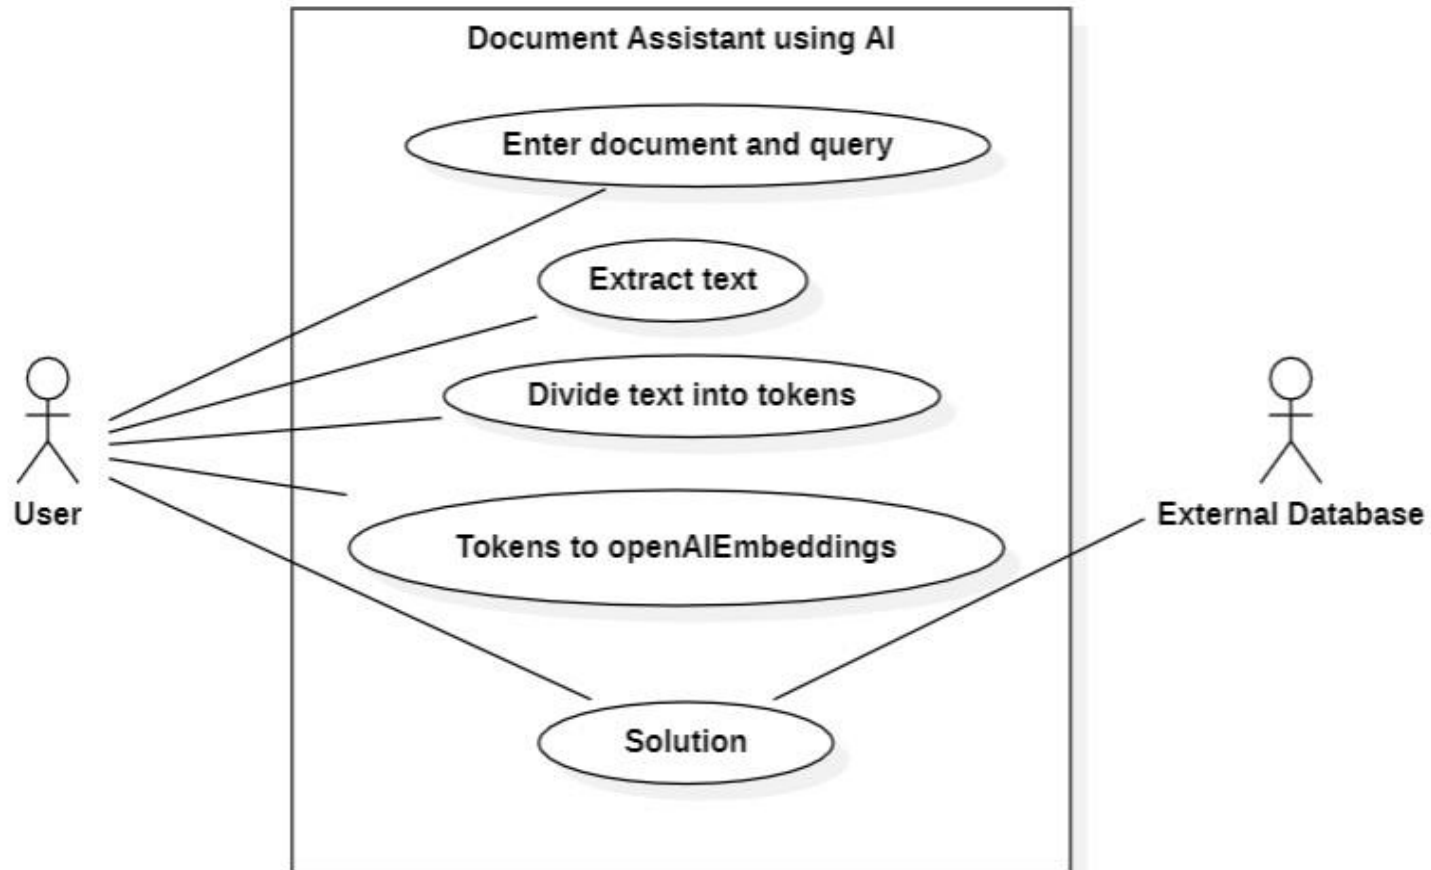 Document Assistant using AI
Enter document and query
Extract text
Divide text into tokens
User
External Database
Tokens to openAIEmbeddings
Solution